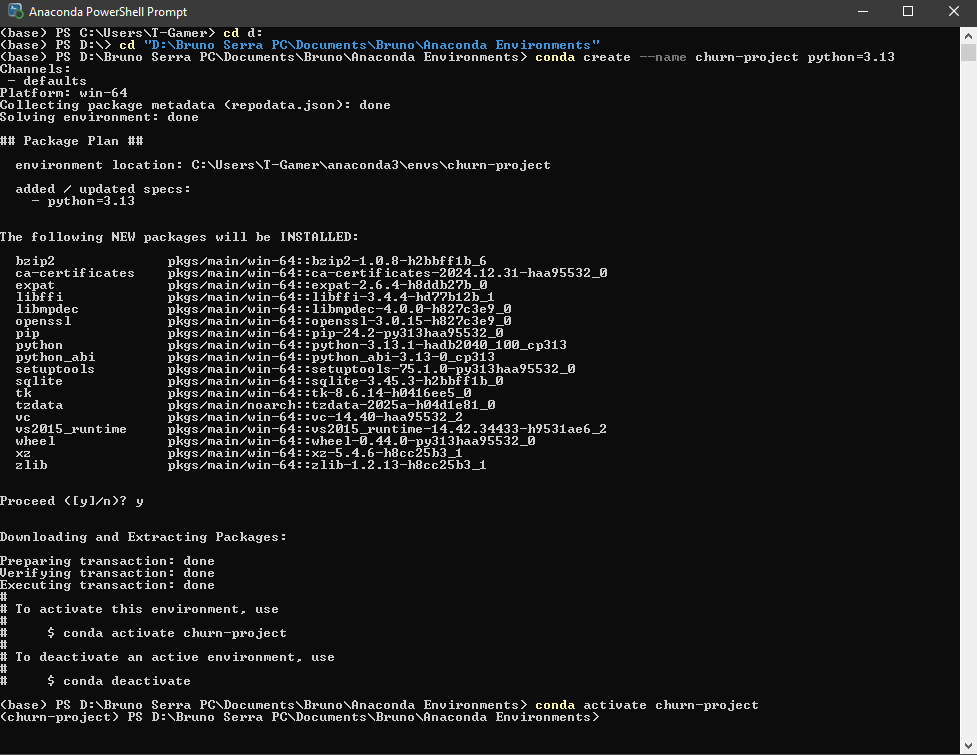 Anaconda PowerShell Prompt
(base) PS C:\Users\T-Gamer> cd d:
(base) PS D:\> cd "D:\Bruno Serra PC\Documents\Bruno\Anaconda Environments"
(base) PS D:\Bruno Serra PC\Documents\Bruno\Anaconda Environments> conda create --name churn-project python=3.13
Channels:
 - defaults
Platform: win-64
Collecting package metadata (repodata.json): done
Solving environment: done

## Package Plan ##

  environment location: C:\Users\T-Gamer\anaconda3\envs\churn-project

  added / updated specs:
    - python=3.13


The following NEW packages will be INSTALLED:

  bzip2              pkgs/main/win-64::bzip2-1.0.8-h2bbff1b_6
  ca-certificates    pkgs/main/win-64::ca-certificates-2024.12.31-haa95532_0
  expat              pkgs/main/win-64::expat-2.6.4-h8ddb27b_0
  libffi             pkgs/main/win-64::libffi-3.4.4-hd77b12b_1
  libmpdec           pkgs/main/win-64::libmpdec-4.0.0-h827c3e9_0
  openssl            pkgs/main/win-64::openssl-3.0.15-h827c3e9_0
  pip                pkgs/main/win-64::pip-24.2-py313haa95532_0
  python             pkgs/main/win-64::python-3.13.1-hadb2040_100_cp313
  python_abi         pkgs/main/win-64::python_abi-3.13-0_cp313
  setuptools         pkgs/main/win-64::setuptools-75.1.0-py313haa95532_0
  sqlite             pkgs/main/win-64::sqlite-3.45.3-h2bbff1b_0
  tk                 pkgs/main/win-64::tk-8.6.14-h0416ee5_0
  tzdata             pkgs/main/noarch::tzdata-2025a-h04d1e81_0
  vc                 pkgs/main/win-64::vc-14.40-haa95532_2
  vs2015_runtime     pkgs/main/win-64::vs2015_runtime-14.42.34433-h9531ae6_2
  wheel              pkgs/main/win-64::wheel-0.44.0-py313haa95532_0
  xz                 pkgs/main/win-64::xz-5.4.6-h8cc25b3_1
  zlib               pkgs/main/win-64::zlib-1.2.13-h8cc25b3_1


Proceed ([y]/n)? y


Downloading and Extracting Packages:

Preparing transaction: done
Verifying transaction: done
Executing transaction: done
#
# To activate this environment, use
#
#     $ conda activate churn-project
#
# To deactivate an active environment, use
#
#     $ conda deactivate

(base) PS D:\Bruno Serra PC\Documents\Bruno\Anaconda Environments> conda activate churn-project
(churn-project) PS D:\Bruno Serra PC\Documents\Bruno\Anaconda Environments>